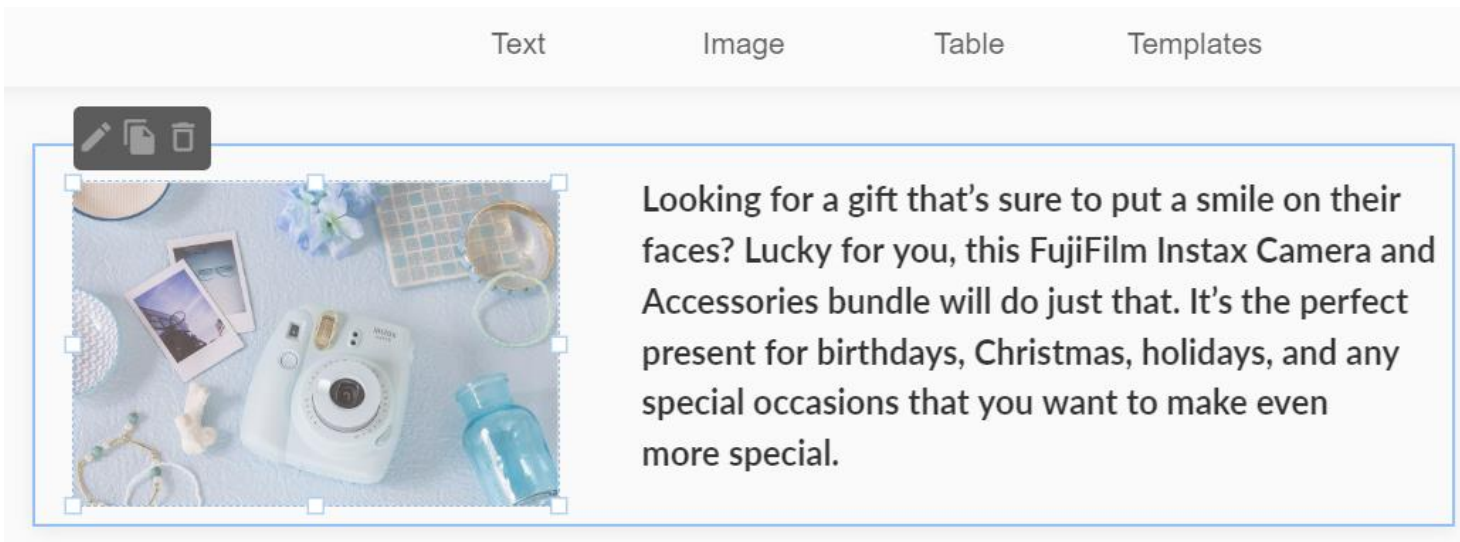 Text Image Table Templates
Looking for a gift that’s sure to put a smile on their
faces? Lucky for you, this FujiFilm Instax Camera and
Accessories bundle will do just that. It’s the perfect
present for birthdays, Christmas, holidays, and any
special occasions that you want to make even
more special.
instax